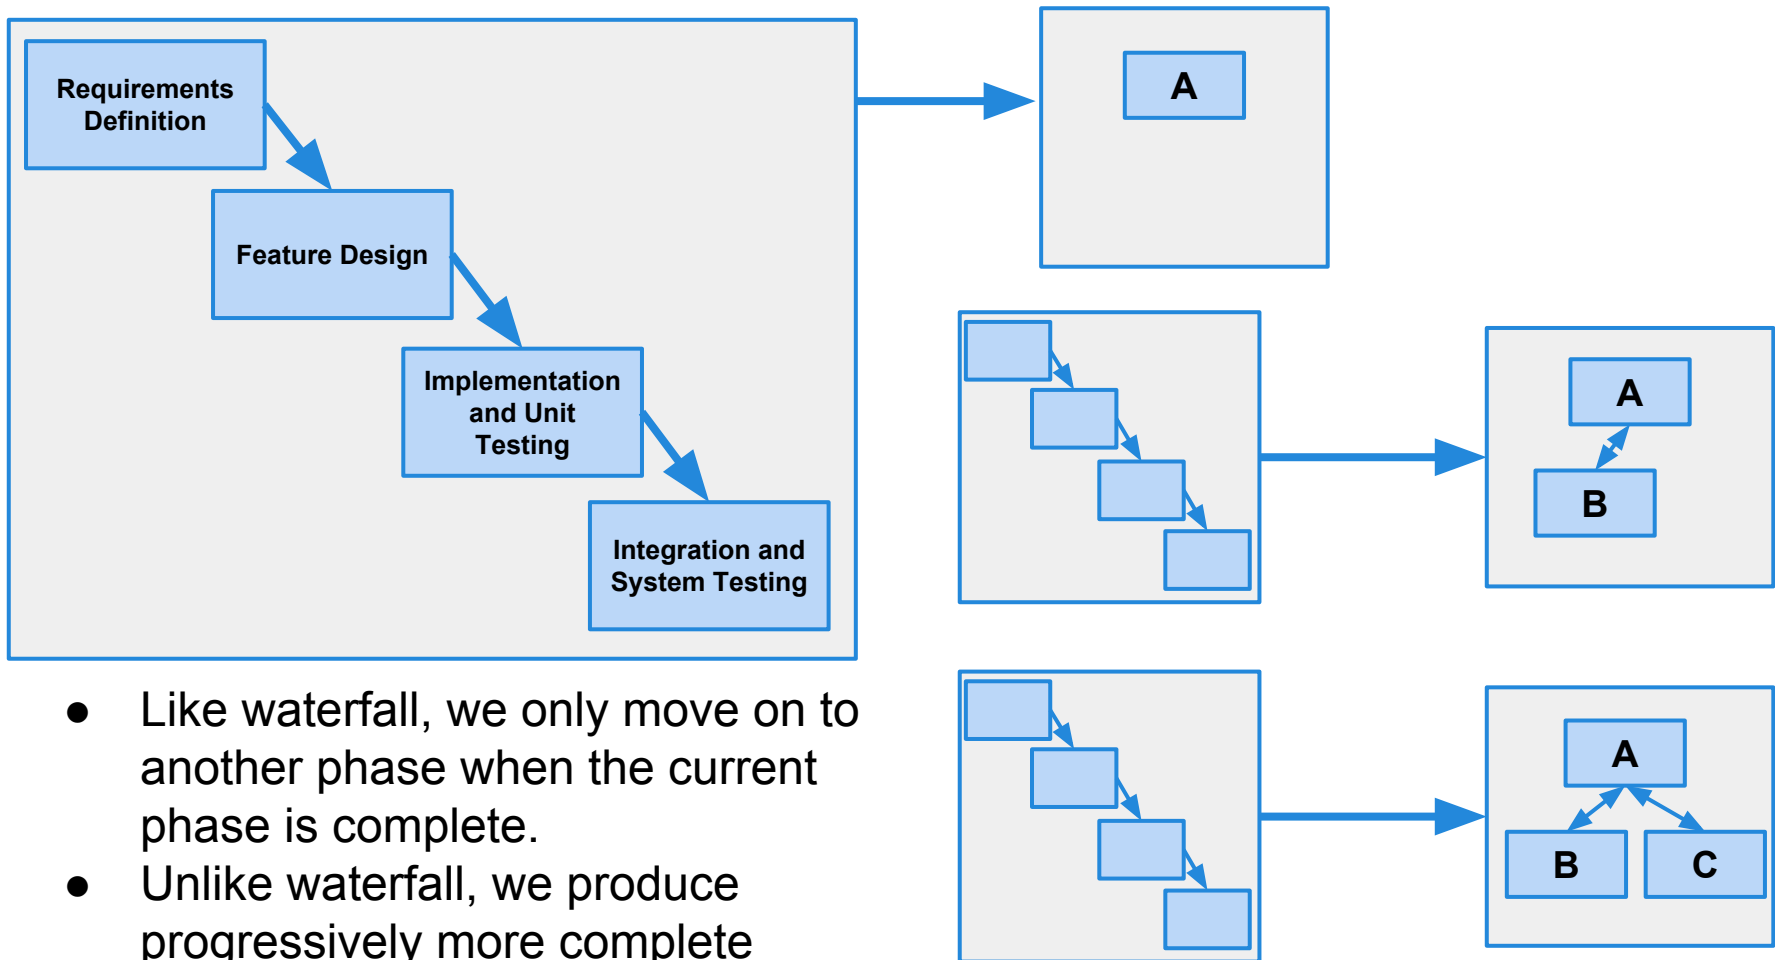 Requirements
Definition
Feature Design
Implementation
and Unit
Testing
Integration and
System Testing
A
A
B
A
B C
● Like waterfall, we only move on to
another phase when the current
phase is complete.
● Unlike waterfall, we produce
progressively more complete